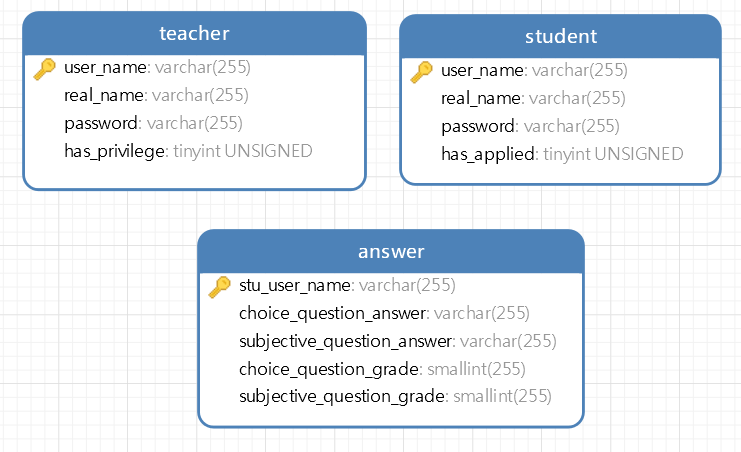 teacher
user_name: varchar(255)
real_name: varchar(255)
password: varchar(255)
has_privilege: tinyint UNSIGNED
student
user_name: varchar(255)
real_name: varchar(255)
password: varchar(255)
has_applied: tinyint UNSIGNED
answer
stu_user_name: varchar(255)
choice_question_answer: varchar(255)
subjective_question_answer: varchar(255)
choice_question_grade: smallint(255)
subjective_question_grade: smallint(255)